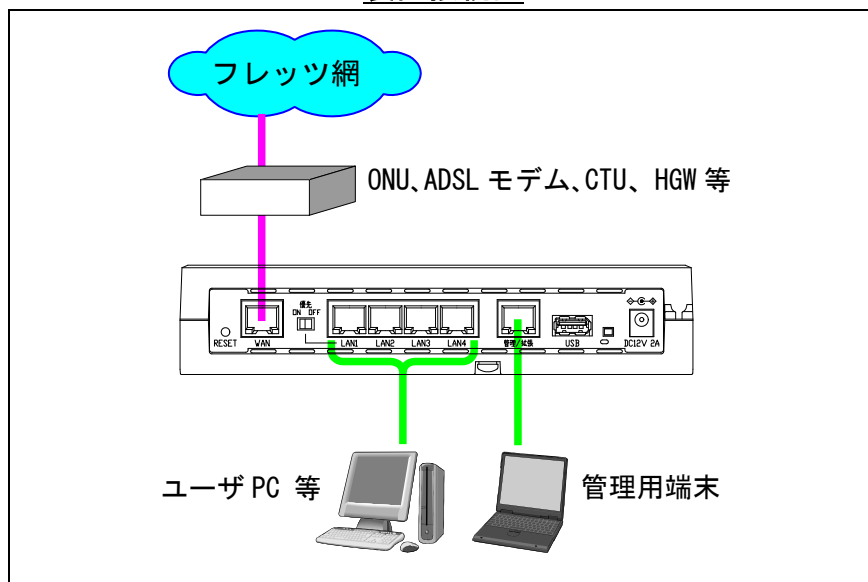 フレッツ網
ONU、ADSL モデム、CTU、HGW 等
優先
ON OFF
RESET
WAN
LAN1
LAN2
LAN3
LAN4
管理/拡張
USB
DC12V 2A
ユーザ PC 等
管理用端末